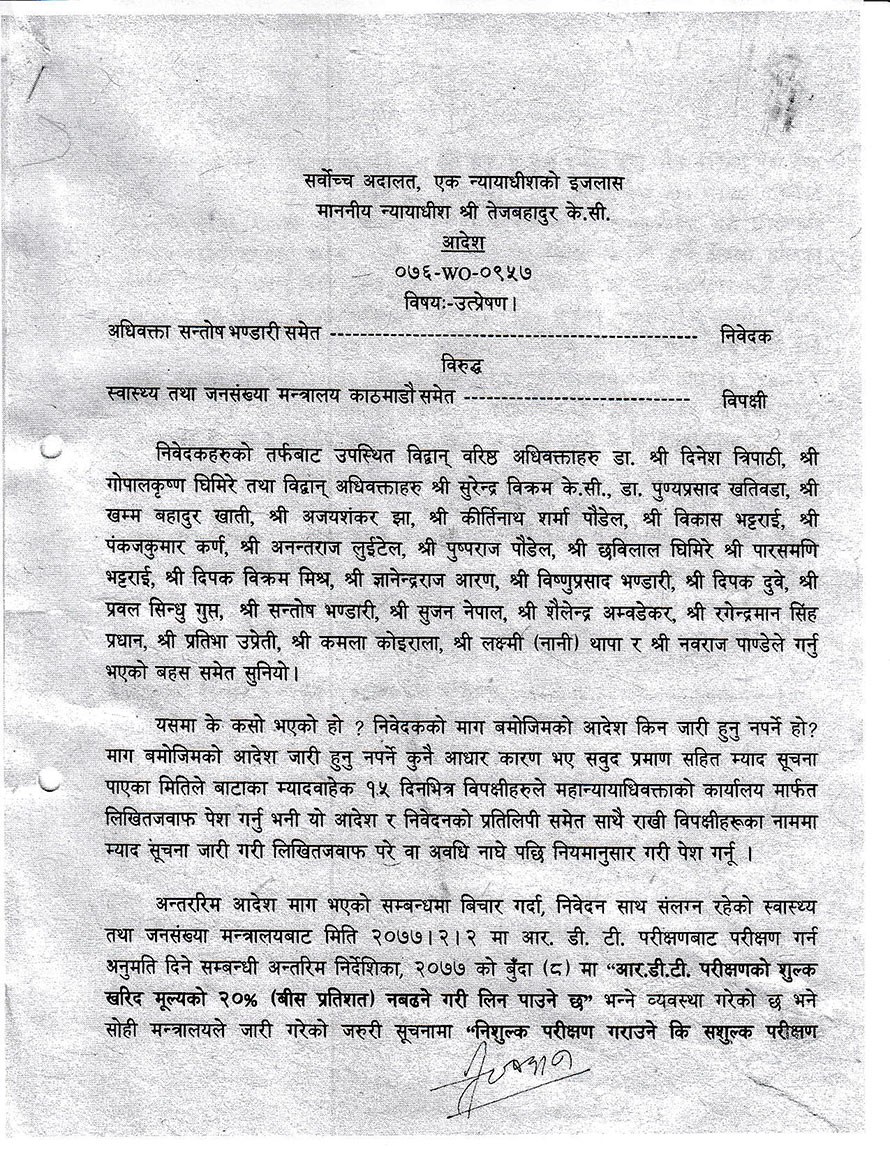 सर्वोच्च अदालत, एक न्यायाधीशको इजलास
माननीय न्यायाधीश श्री तेजबहादुर के.सी.
आदेश
०७६-WO-०९५७
विषयः-उत्प्रेषण।
अधिवक्ता सन्तोष भण्डारी समेत ------------------------------------------------- निवेदक
विरुद्ध
स्वास्थ्य तथा जनसंख्या मन्त्रालय काठमाडौं समेत ------------------------------ विपक्षी
निवेदकहरुको तर्फबाट उपस्थित विद्वान् वरिष्ठ अधिवक्ताहरु डा. श्री दिनेश त्रिपाठी, श्री
गोपालकृष्ण घिमिरे तथा विद्वान् अधिवक्ताहरु श्री सुरेन्द्र विक्रम के.सी., डा. पुण्यप्रसाद खतिवडा, श्री
खम्म बहादुर खाती, श्री अजयशंकर झा, श्री कीर्तिनाथ शर्मा पौडेल, श्री विकास भट्टराई, श्री
पंकजकुमार कर्ण, श्री अनन्तराज लुईटेल, श्री पुष्पराज पौडेल, श्री छविलाल घिमिरे श्री पारसमणि
भट्टराई, श्री दिपक विक्रम मिश्र, श्री ज्ञानेन्द्रराज आरण, श्री विष्णुप्रसाद भण्डारी, श्री दिपक दुवे, श्री
प्रवल सिन्धु गुप्त, श्री सन्तोष भण्डारी, श्री सुजन नेपाल, श्री शैलेन्द्र अम्वडेकर, श्री रगेन्द्रमान सिंह
प्रधान, श्री प्रतिभा उप्रेती, श्री कमला कोइराला, श्री लक्ष्मी (नानी) थापा र श्री नवराज पाण्डेले गर्नु
भएको बहस समेत सुनियो।
यसमा के कसो भएको हो ? निवेदकको माग बमोजिमको आदेश किन जारी हुनु नपर्ने हो?
माग बमोजिमको आदेश जारी हुनु नपर्ने कुनै आधार कारण भए सवुद प्रमाण सहित म्याद सूचना
पाएका मितिले बाटाका म्यादवाहेक १५ दिनभित्र विपक्षीहरुले महान्यायाधिवक्ताको कार्यालय मार्फत
लिखितजवाफ पेश गर्नु भनी यो आदेश र निवेदनको प्रतिलिपी समेत साथै राखी विपक्षीहरूका नाममा
म्याद सूचना जारी गरी लिखितजवाफ परे वा अवधि नाघे पछि नियमानुसार गरी पेश गर्नू ।
अन्तररिम आदेश माग भएको सम्बन्धमा बिचार गर्दा, निवेदन साथ संलग्न रहेको स्वास्थ्य
तथा जनसंख्या मन्त्रालयबाट मिति २०७७।२।२ मा आर. डी. टी. परीक्षणबाट परीक्षण गर्न
अनुमति दिने सम्बन्धी अन्तरिम निर्देशिका, २०७७ को बुँदा (८) मा “आर.डी.टी. परीक्षणको शुल्क
खरिद मूल्यको २०% (बीस प्रतिशत) नबढने गरी लिन पाउने छ” भन्ने व्यवस्था गरेको छ भने
सोही मन्त्रालयले जारी गरेको जरुरी सूचनामा “निशुल्क परीक्षण गराउने कि सशुल्क परीक्षण